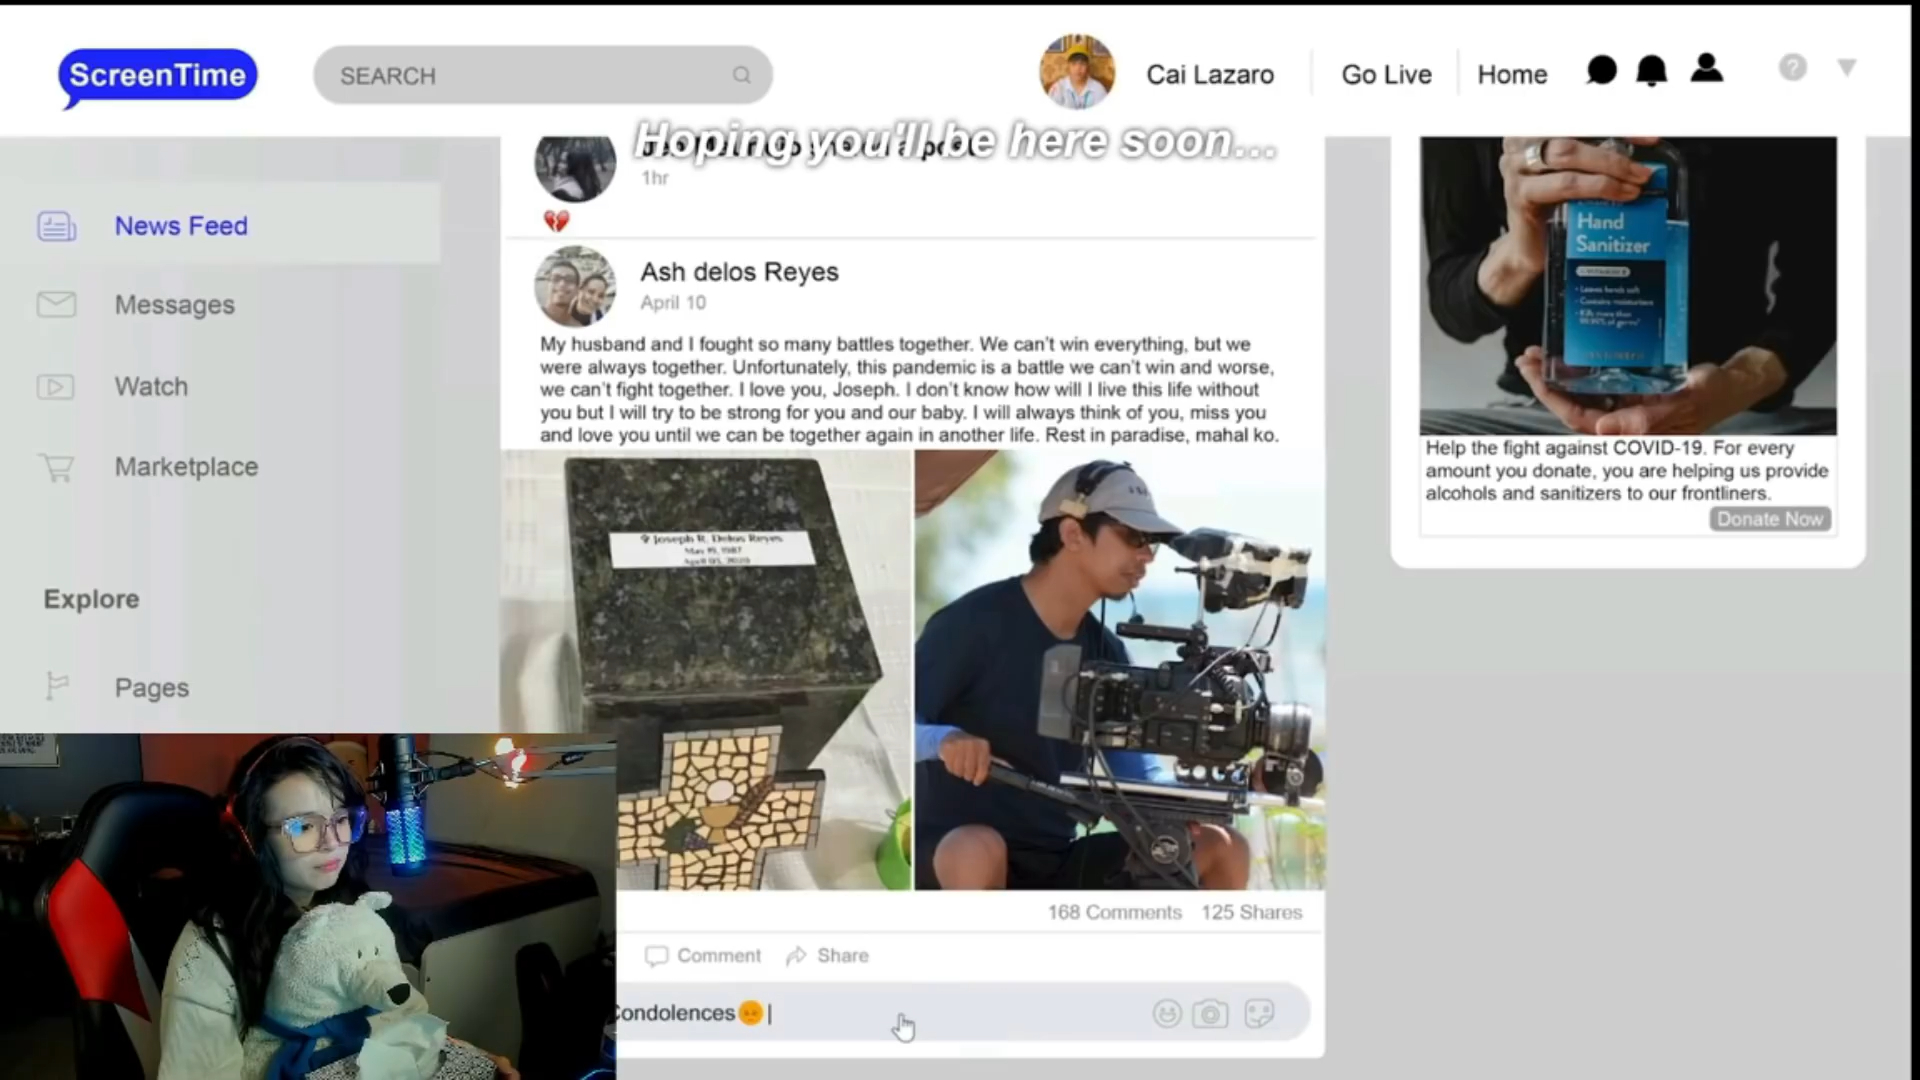 ScreenTime
SEARCH
Cai Lazaro
Go Live
Home
?
Hoping you'll be here soon...
1hr
News Feed
Messages
Watch
Marketplace
Explore
Pages
Ash delos Reyes
April 10
My husband and I fought so many battles together. We can't win everything, but we
were always together. Unfortunately, this pandemic is a battle we can't win and worse,
we can't fight together. I love you, Joseph. I don't know how will I live this life without
you but I will try to be strong for you and our baby. I will always think of you, miss you
and love you until we can be together again in another life. Rest in paradise, mahal ko.
Joseph R. Delos Reyes
May 19, 1987
April 05, 2020
168 Comments
125 Shares
Comment
Share
Condolences
Hand
Sanitizer
Help the fight against COVID-19. For every
amount you donate, you are helping us provide
alcohols and sanitizers to our frontliners.
Donate Now